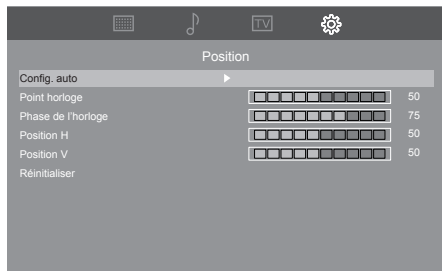 TV
Position
Config. auto
Point horloge 50
Phase de l'horloge 75
Position H 50
Position V 50
Réinitialiser